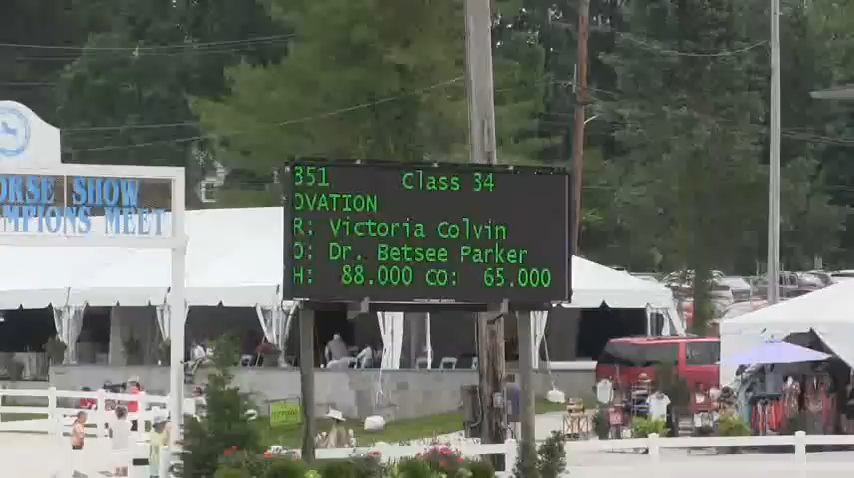 ORSE SHOW
MPIONS MEET
351 Class 34
OVATION
R: Victoria Colvin
O: Dr. Betsee Parker
H: 88.000 CO: 65.000